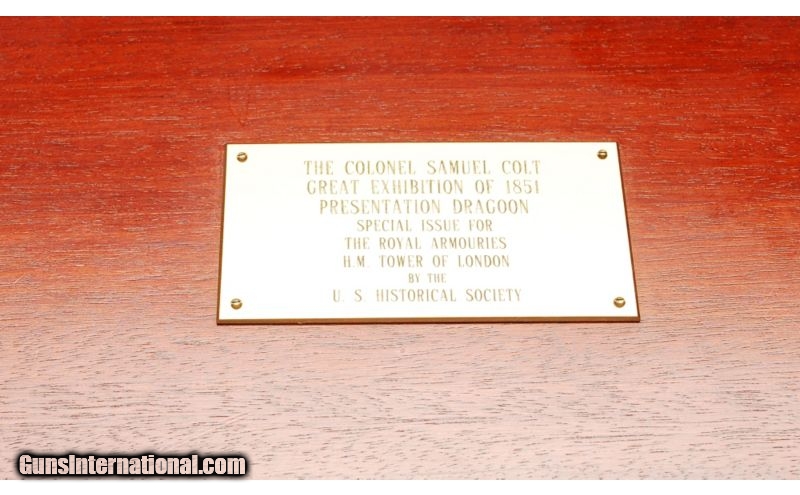 THE COLONEL SAMUEL COLT
GREAT EXHIBITION OF 1851
PRESENTATION DRAGOON
SPECIAL ISSUE FOR
THE ROYAL ARMOURIES
H.M. TOWER OF LONDON
BY THE
U. S HISTORICAL SOCIETY
GunsInternational.com